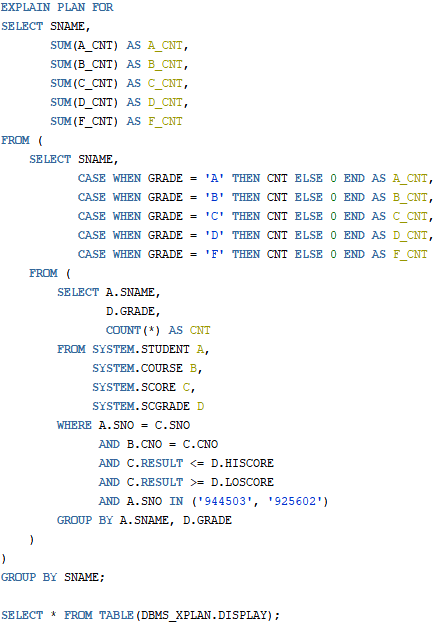 EXPLAIN PLAN FOR
SELECT SNAME,
       SUM(A_CNT) AS A_CNT,
       SUM(B_CNT) AS B_CNT,
       SUM(C_CNT) AS C_CNT,
       SUM(D_CNT) AS D_CNT,
       SUM(F_CNT) AS F_CNT
FROM (
    SELECT SNAME,
           CASE WHEN GRADE = 'A' THEN CNT ELSE 0 END AS A_CNT,
           CASE WHEN GRADE = 'B' THEN CNT ELSE 0 END AS B_CNT,
           CASE WHEN GRADE = 'C' THEN CNT ELSE 0 END AS C_CNT,
           CASE WHEN GRADE = 'D' THEN CNT ELSE 0 END AS D_CNT,
           CASE WHEN GRADE = 'F' THEN CNT ELSE 0 END AS F_CNT
    FROM (
        SELECT A.SNAME,
               D.GRADE,
               COUNT(*) AS CNT
        FROM SYSTEM.STUDENT A,
             SYSTEM.COURSE B,
             SYSTEM.SCORE C,
             SYSTEM.SCGRADE D
        WHERE A.SNO = C.SNO
              AND B.CNO = C.CNO
              AND C.RESULT <= D.HISCORE
              AND C.RESULT >= D.LOSCORE
              AND A.SNO IN ('944503', '925602')
        GROUP BY A.SNAME, D.GRADE
    )
)
GROUP BY SNAME;

SELECT * FROM TABLE(DBMS_XPLAN.DISPLAY);